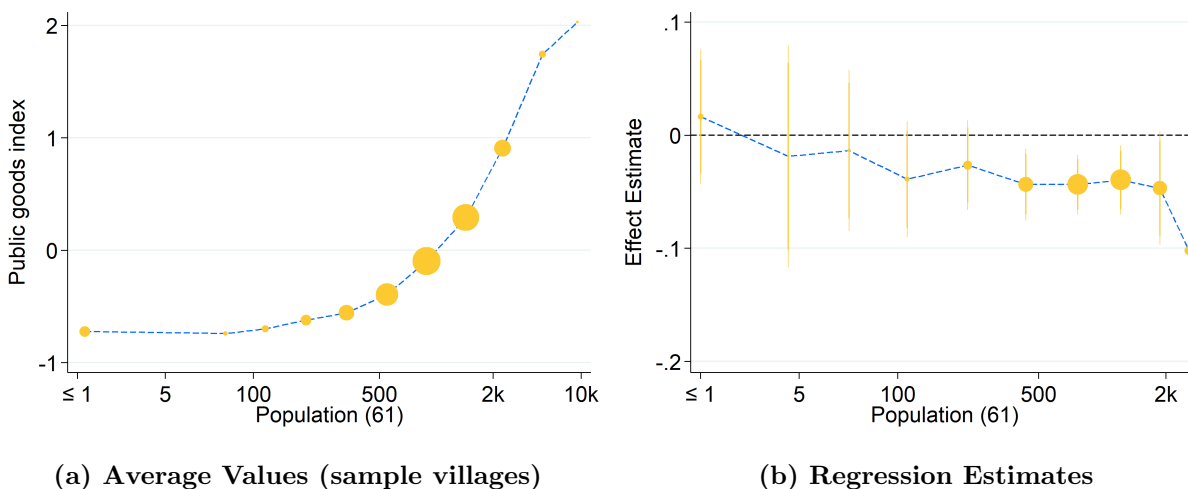 2
1
0
-1
Public goods index
≤ 1
5
100
500
2k
10k
Population (61)
(a) Average Values (sample villages)
.1
0
-.1
-.2
Effect Estimate
≤ 1
5
100
500
2k
Population (61)
(b) Regression Estimates